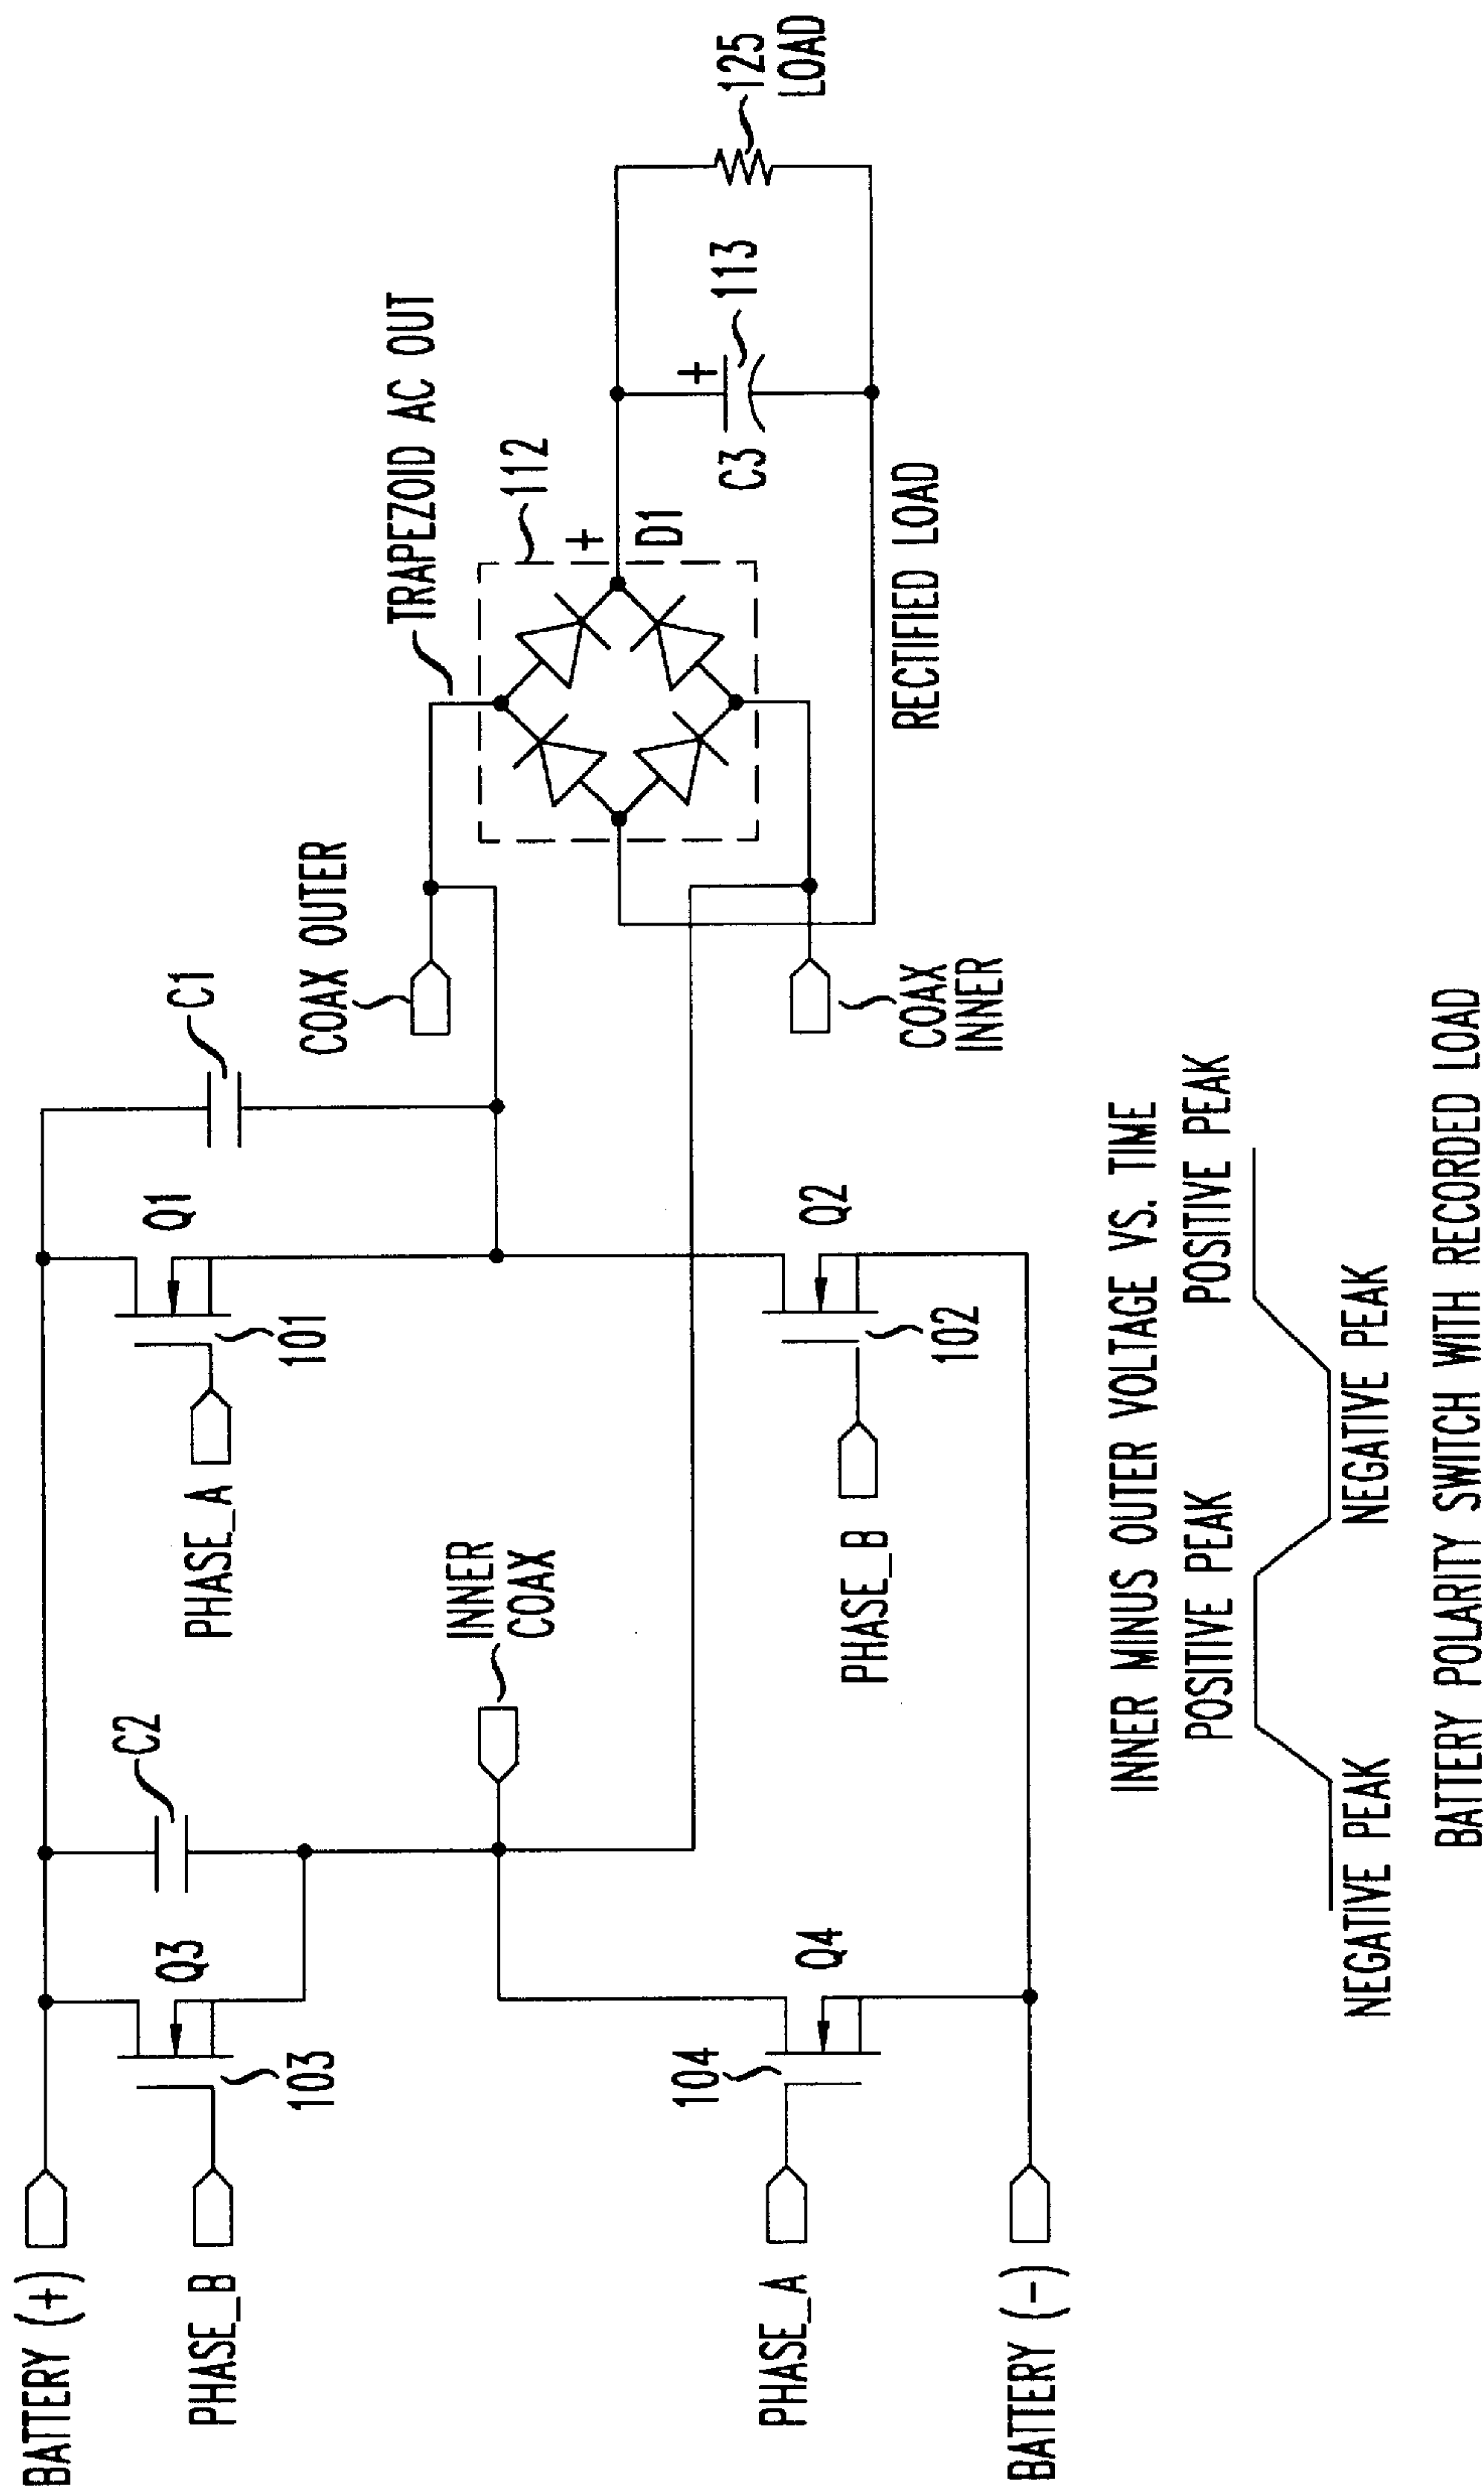 BATTERY (+)
PHASE_B
103
Q3
C2
PHASE_A
101
Q1
C1
INNER
COAX
COAX OUTER
TRAPEZOID AC OUT
112
+
D1
+
C3
113
125
LOAD
RECTIFIED LOAD
COAX
INNER
PHASE_A
104
Q4
PHASE_B
102
Q2
BATTERY (-)
INNER MINUS OUTER VOLTAGE VS. TIME
POSITIVE PEAK
POSITIVE PEAK
NEGATIVE PEAK
NEGATIVE PEAK
BATTERY POLARITY SWITCH WITH RECORDED LOAD